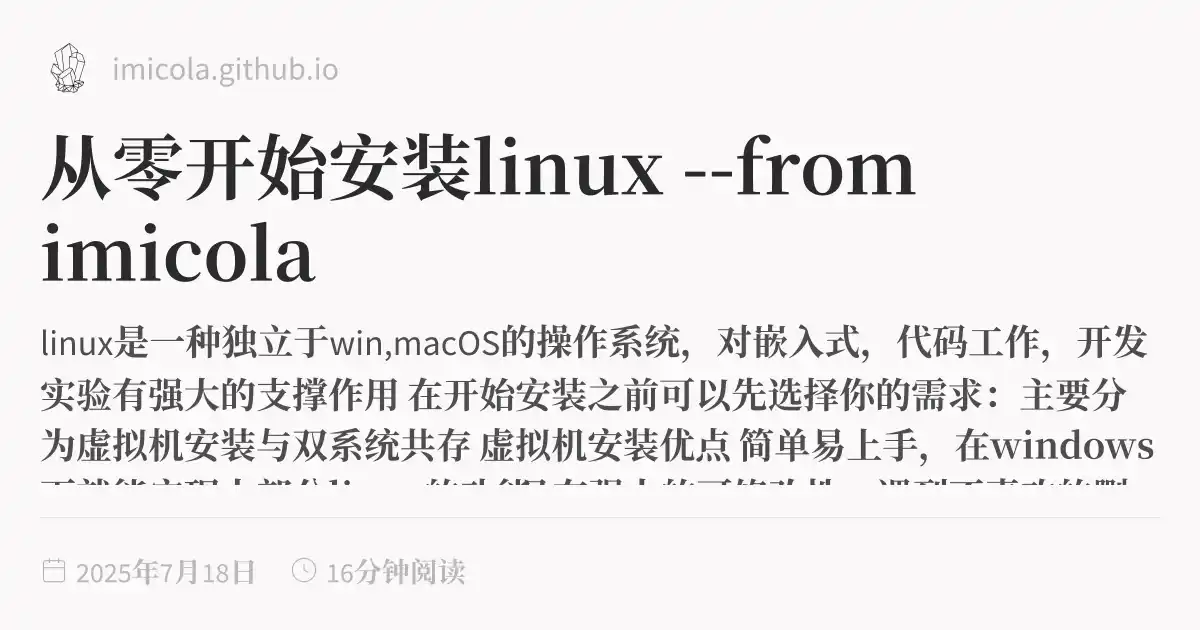 imicola.github.io
从零开始安装linux --from
imicola
linux是一种独立于win,macOS的操作系统，对嵌入式，代码工作，开发
实验有强大的支撑作用 在开始安装之前可以先选择你的需求：主要分
为虚拟机安装与双系统共存 虚拟机安装优点 简单易上手，在windows
2025年7月18日 16分钟阅读